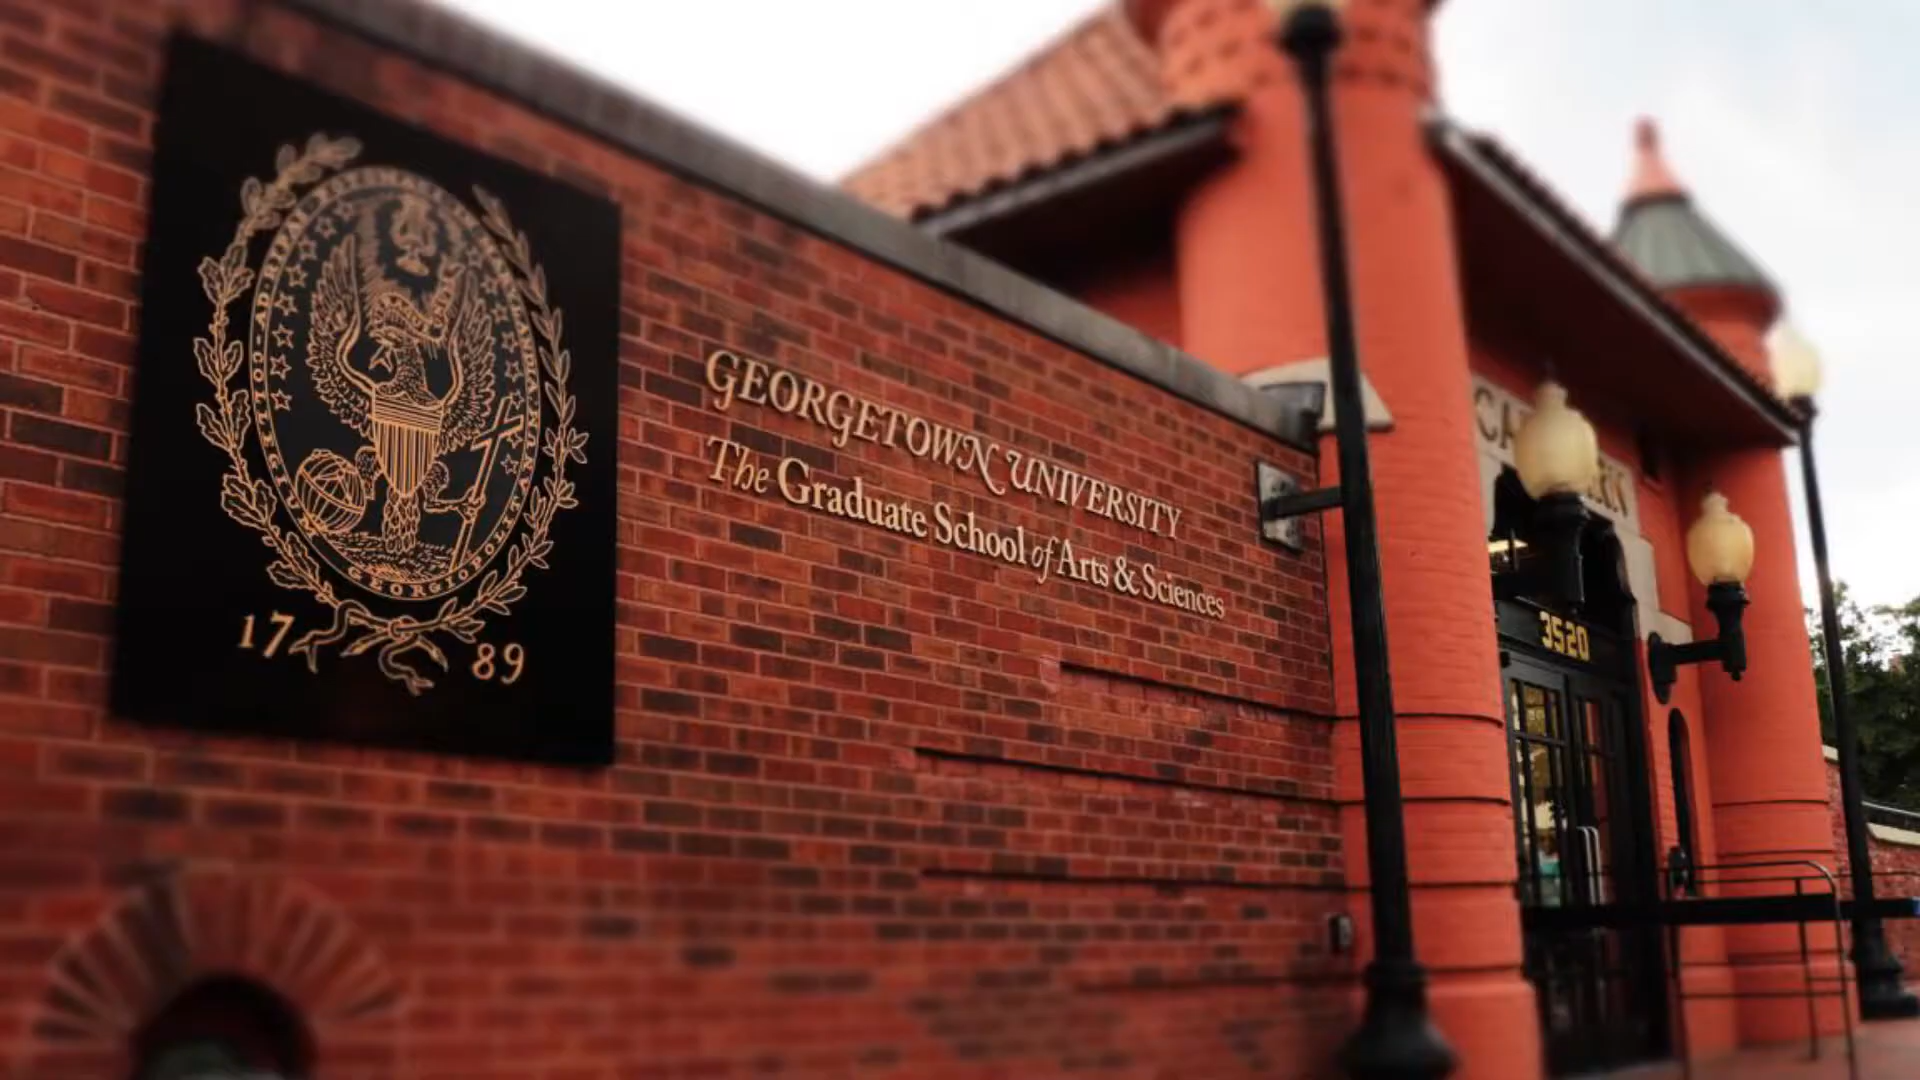 GEORGETOWN UNIVERSITY
The Graduate School of Arts & Sciences
17 89
3520